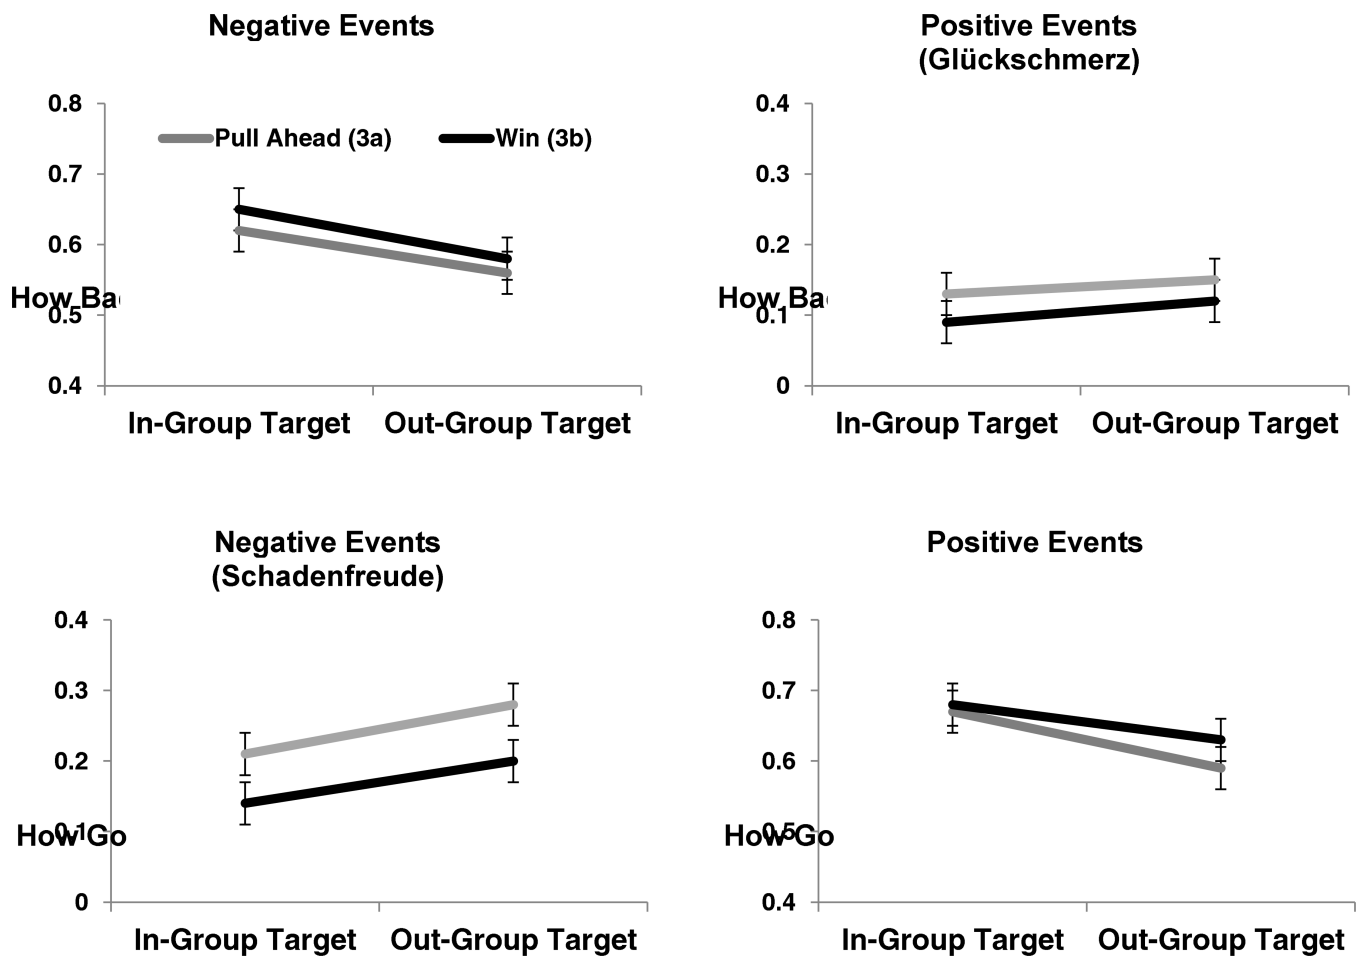 Negative Events
0.8
Pull Ahead (3a) Win (3b)
0.7
0.6
How Ba
0.5
0.4
In-Group Target Out-Group Target
Positive Events
(Glückschmerz)
0.4
0.3
0.2
How Ba
0.1
0
In-Group Target Out-Group Target
Negative Events
(Schadenfreude)
0.4
0.3
0.2
0.1
How Go
0
In-Group Target Out-Group Target
Positive Events
0.8
0.7
0.6
0.5
How Go
0.4
In-Group Target Out-Group Target